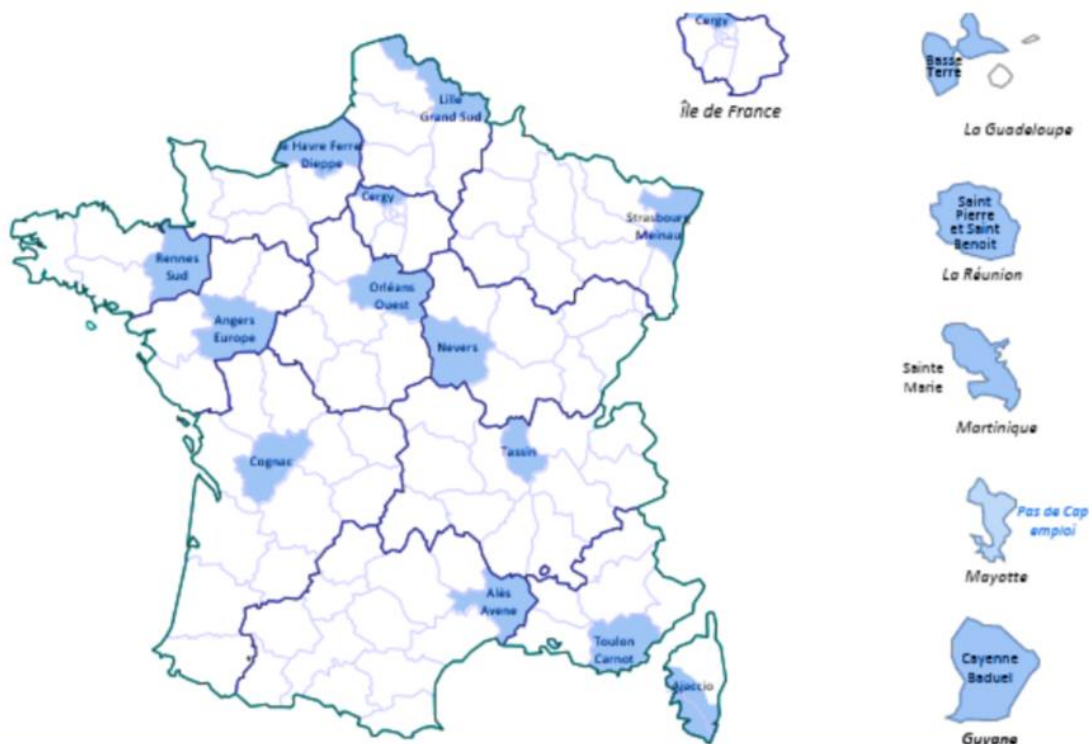 Cergy
Île de France
Basse
Terre
La Guadeloupe
Lille
Grand Sud
e Havre Ferrer
Dieppe
Cergy
Strasbourg
Meinau
Saint
Pierre
et Saint
Benoit
La Réunion
Rennes
Sud
Orléans
Ouest
Angers
Europe
Nevers
Sainte
Marie
Martinique
Cognac
Tassin
Pas de Cap
emploi
Mayotte
Alès
Avene
Toulon
Carnot
Ajaccio
Cayenne
Baduel
Guyane